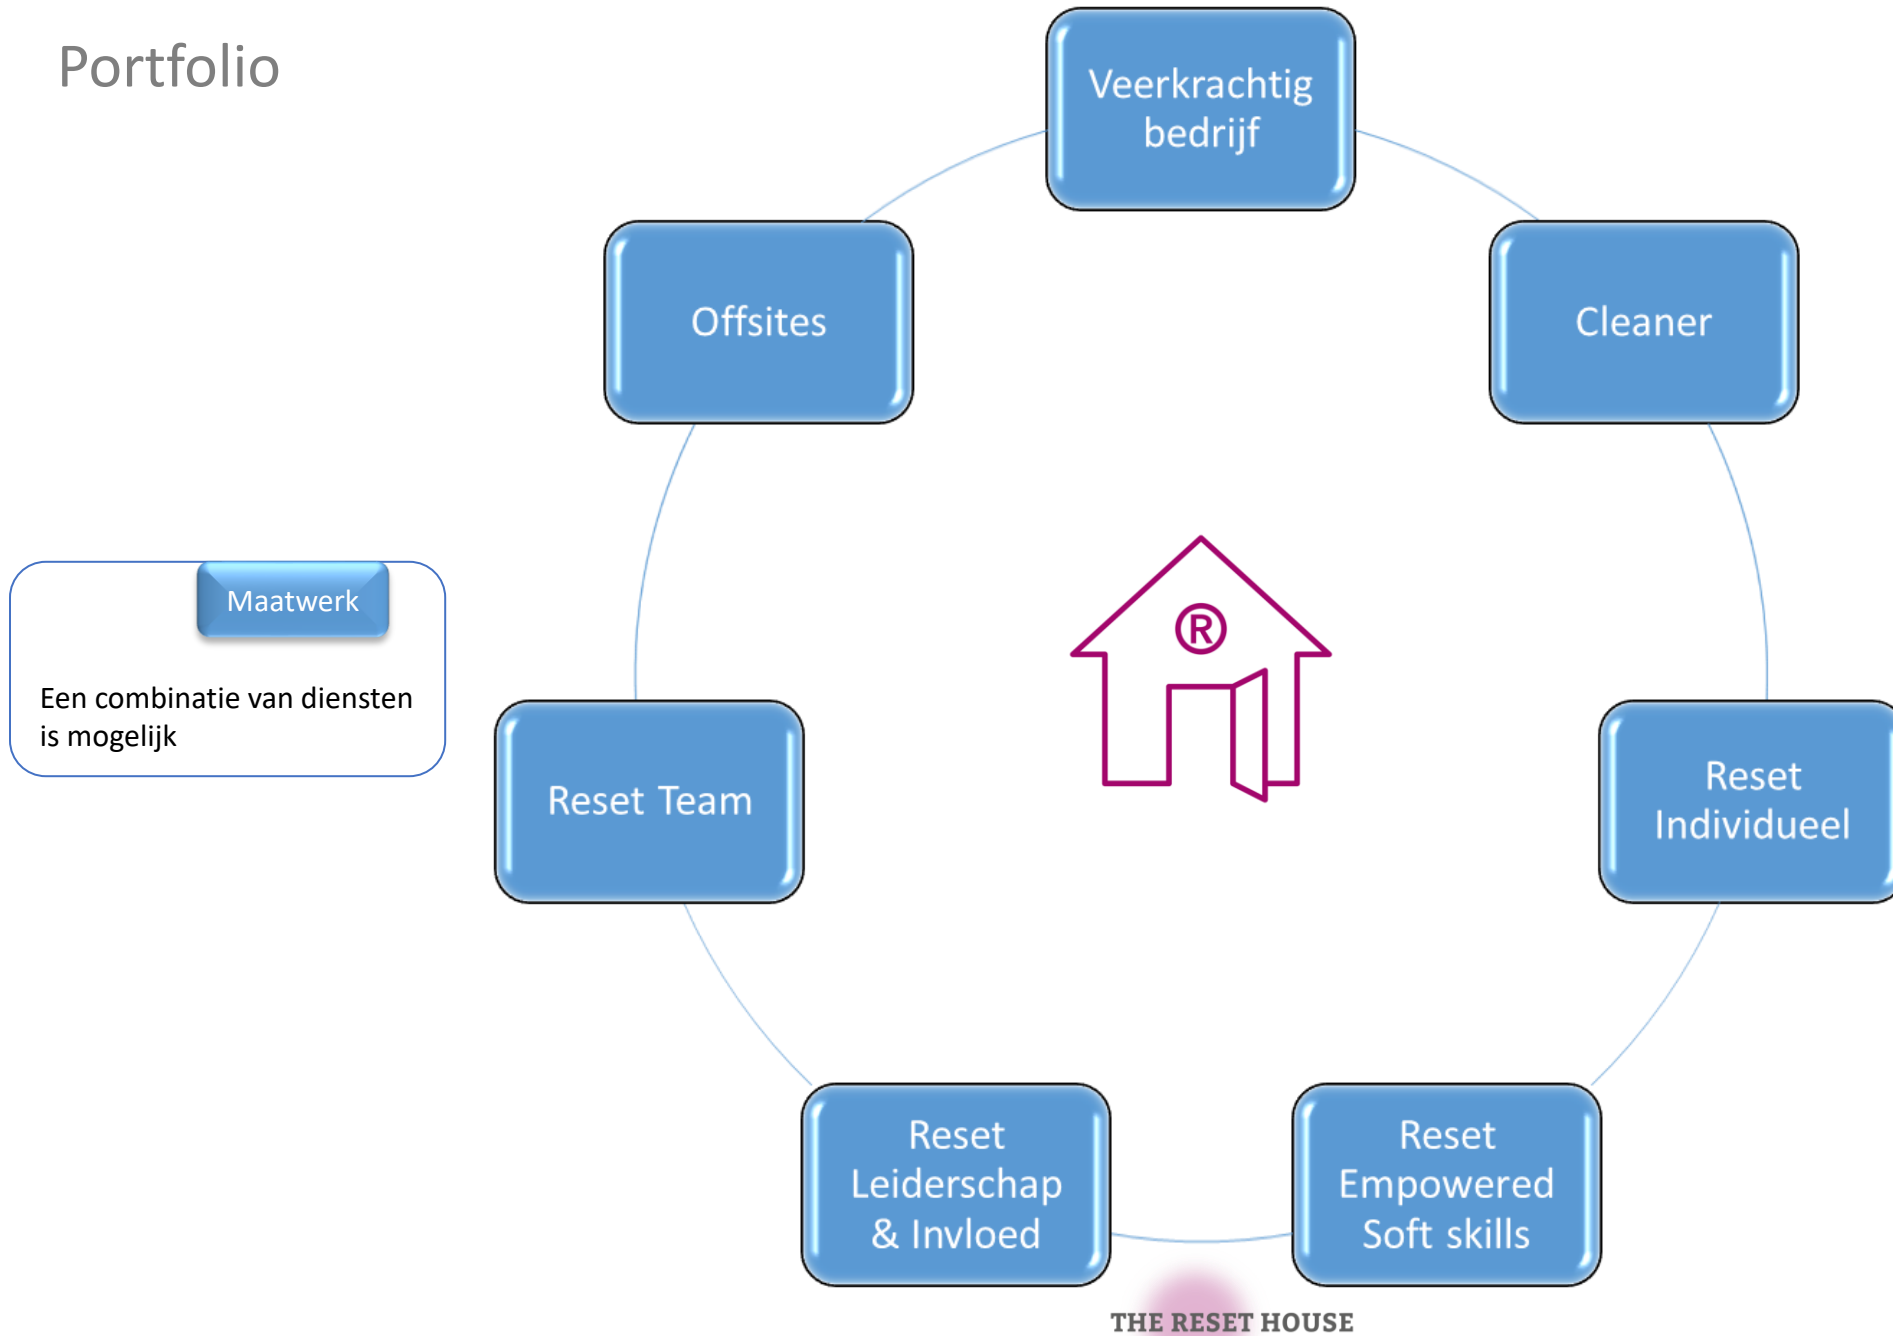 Portfolio
Veerkrachtig
bedrijf
Offsites
Cleaner
Maatwerk
Een combinatie van diensten
is mogelijk
®
Reset Team
Reset
Individueel
Reset
Leiderschap
& Invloed
Reset
Empowered
Soft skills
THE RESET HOUSE